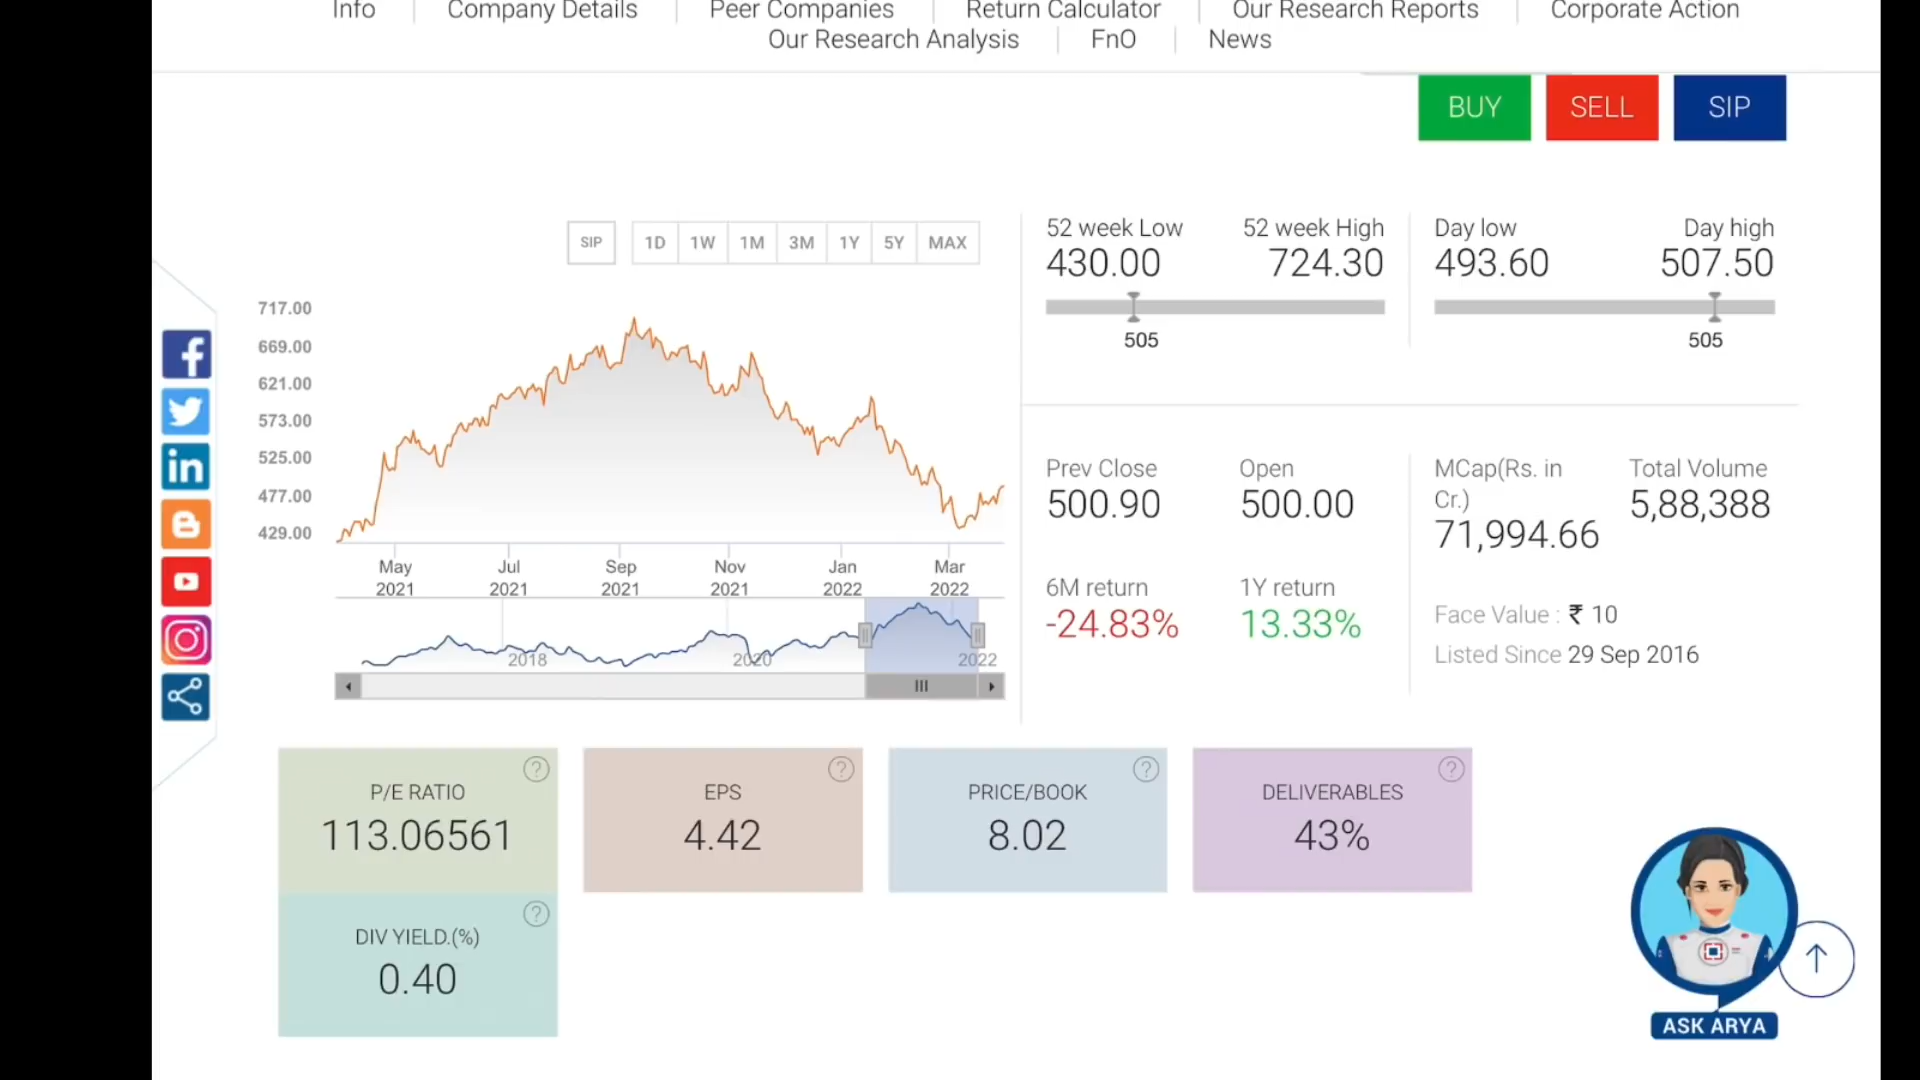 Info
Company Details
Peer Companies
Return Calculator
Our Research Reports
Corporate Action
Our Research Analysis
FnO
News
BUY
SELL
SIP
SIP
1D
1W
1M
3M
1Y
5Y
MAX
717.00
669.00
621.00
573.00
525.00
477.00
429.00
May
2021
Jul
2021
Sep
2021
Nov
2021
Jan
2022
Mar
2022
2018
2020
2022
52 week Low
430.00
52 week High
724.30
505
Day low
493.60
Day high
507.50
505
Prev Close
500.90
Open
500.00
MCap(Rs. in
Cr.)
71,994.66
Total Volume
5,88,388
6M return
-24.83%
1Y return
13.33%
Face Value : ₹ 10
Listed Since 29 Sep 2016
P/E RATIO
113.06561
EPS
4.42
PRICE/BOOK
8.02
DELIVERABLES
43%
DIV YIELD.(%)
0.40
ASK ARYA